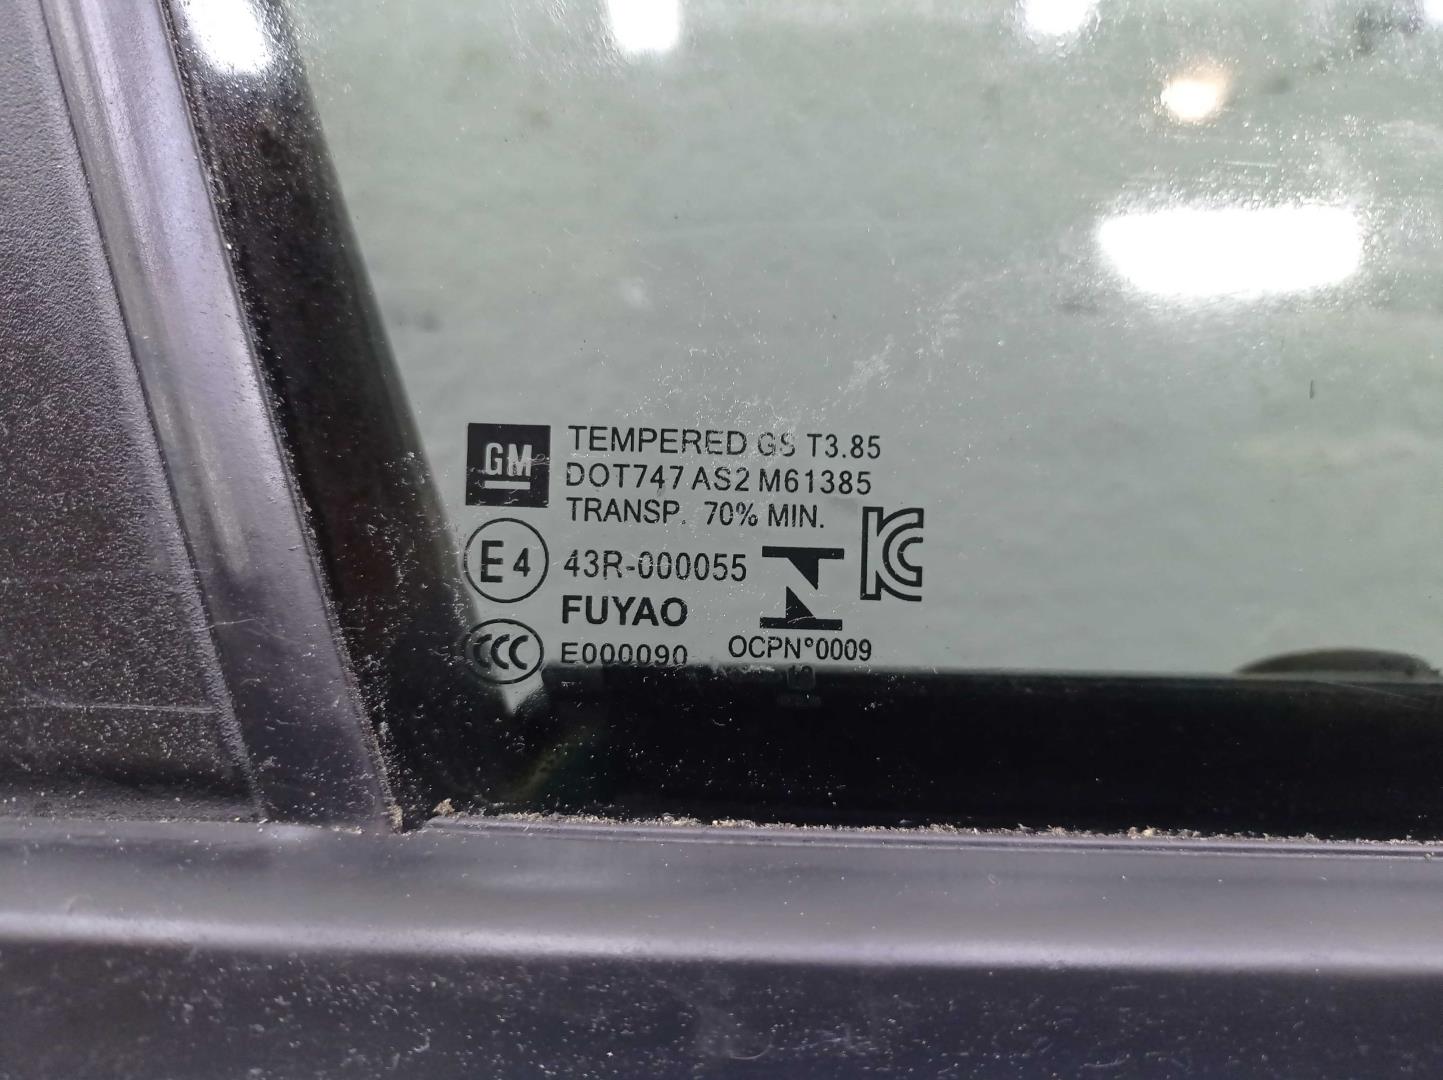 GM
TEMPERED GS T3.85
DOT747 AS2 M61385
TRANSP. 70% MIN.
E4 43R-000055
KC
FUYAO
CCC E000090
OCPN°0009